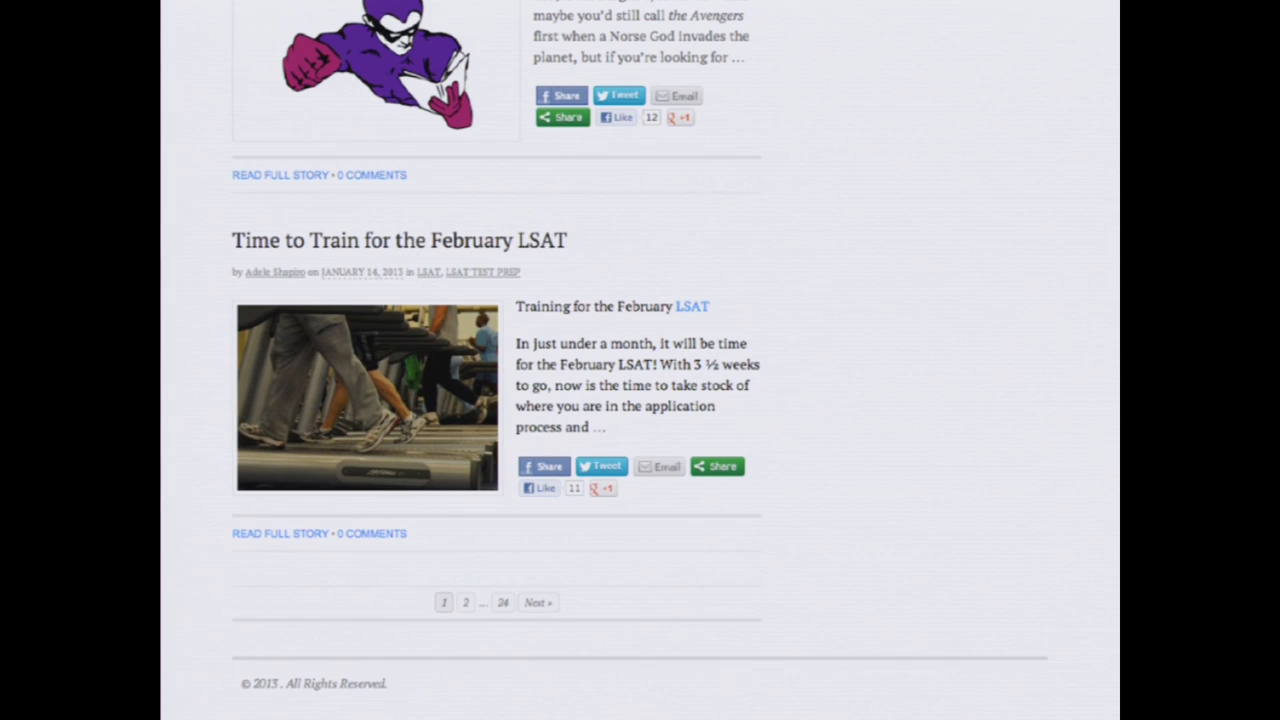 maybe you'd still call the Avengers
first when a Norse God invades the
planet, but if you're looking for ...
Share Tweet Email
Share Like 12 +1
READ FULL STORY • 0 COMMENTS
Time to Train for the February LSAT
by Adele Shapiro on JANUARY 14, 2013 in LSAT, LSAT TEST PREP
Training for the February LSAT
In just under a month, it will be time
for the February LSAT! With 3 ½ weeks
to go, now is the time to take stock of
where you are in the application
process and ...
Share Tweet Email Share
Like 11 +1
READ FULL STORY • 0 COMMENTS
1 2 ... 24 Next »
© 2013 . All Rights Reserved.